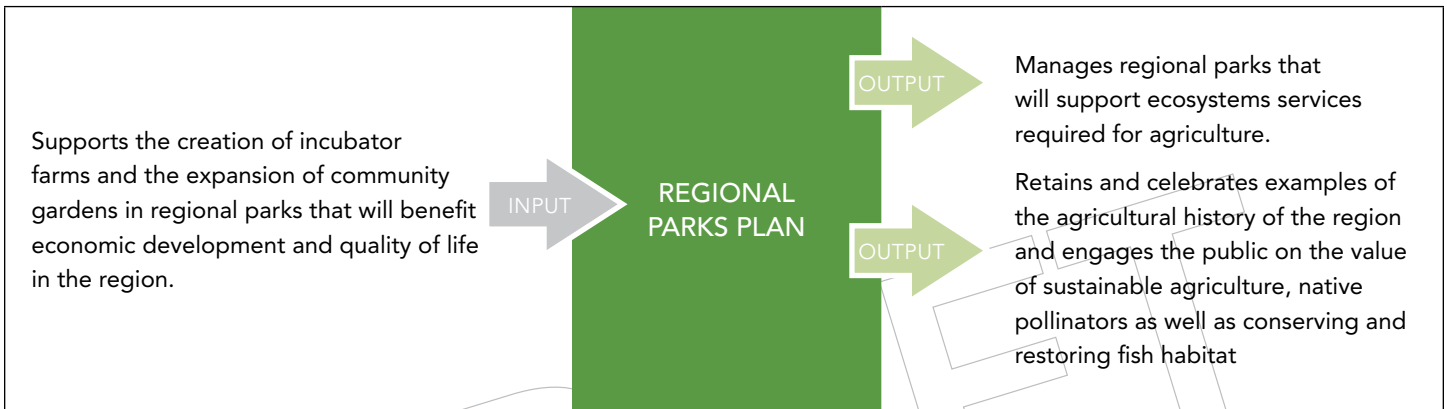 Supports the creation of incubator
farms and the expansion of community
gardens in regional parks that will benefit
economic development and quality of life
in the region.
INPUT
REGIONAL
PARKS PLAN
OUTPUT
Manages regional parks that
will support ecosystems services
required for agriculture.
OUTPUT
Retains and celebrates examples of
the agricultural history of the region
and engages the public on the value
of sustainable agriculture, native
pollinators as well as conserving and
restoring fish habitat